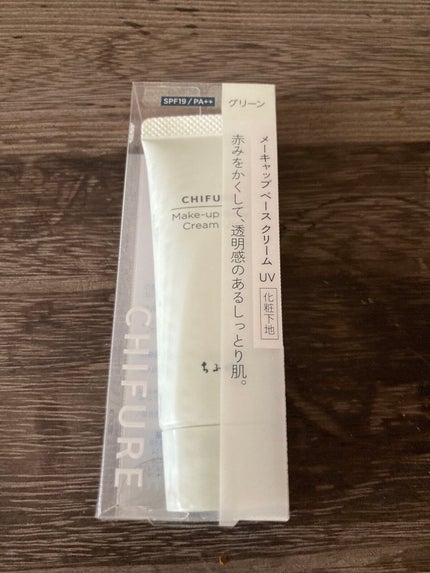 SPF19 / PA++
グリーン
メーキャップ ベース クリーム UV
化粧下地
赤みをかくして、透明感のあるしっとり肌。
CHIFU
Make-up
Cream
ちふ
CHIFURE